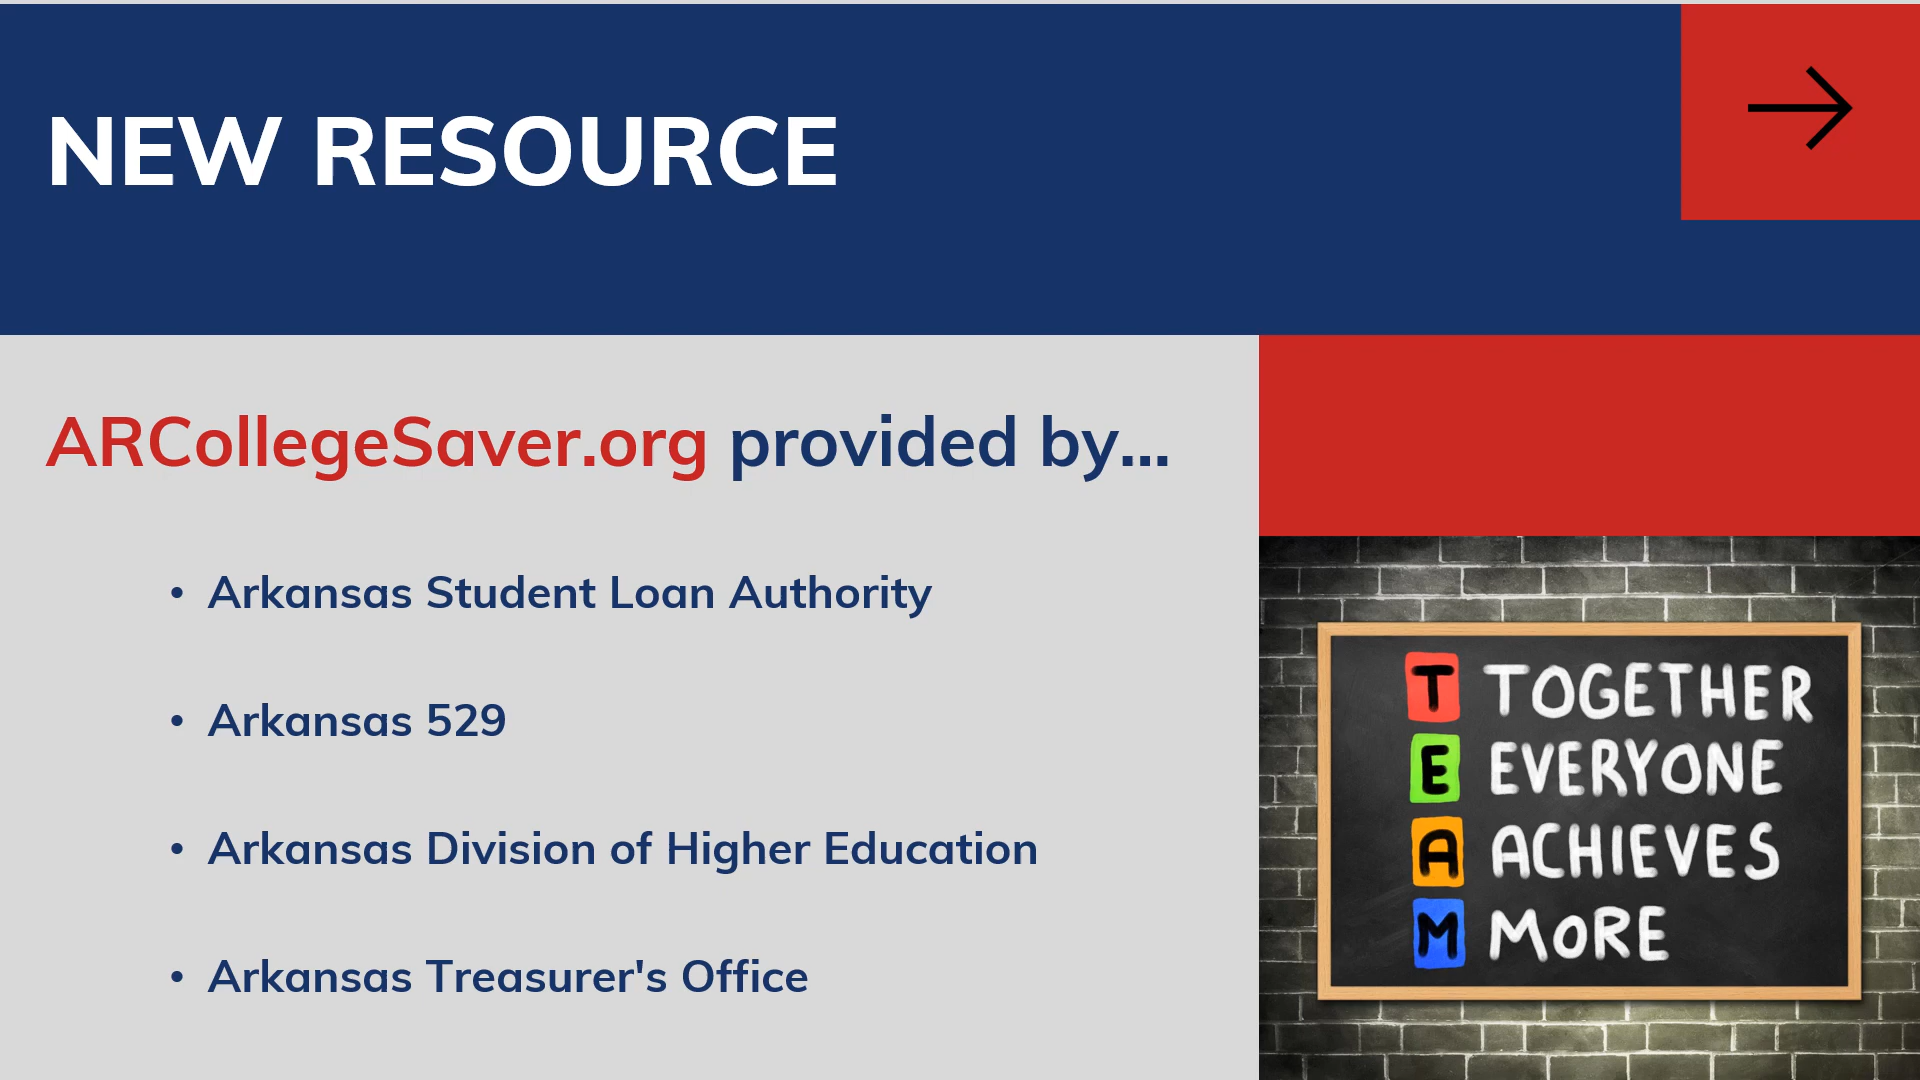 NEW RESOURCE
ARCollegeSaver.org provided by...
• Arkansas Student Loan Authority
• Arkansas 529
• Arkansas Division of Higher Education
• Arkansas Treasurer's Office
T TOGETHER
E EVERYONE
A ACHIEVES
M MORE